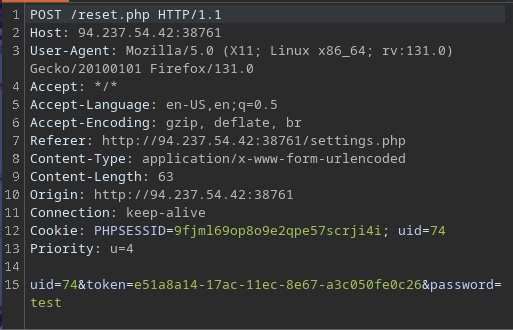 1 POST /reset.php HTTP/1.1
2 Host: 94.237.54.42:38761
3 User-Agent: Mozilla/5.0 (X11; Linux x86_64; rv:131.0)
Gecko/20100101 Firefox/131.0
4 Accept: */*
5 Accept-Language: en-US,en;q=0.5
6 Accept-Encoding: gzip, deflate, br
7 Referer: http://94.237.54.42:38761/settings.php
8 Content-Type: application/x-www-form-urlencoded
9 Content-Length: 63
10 Origin: http://94.237.54.42:38761
11 Connection: keep-alive
12 Cookie: PHPSESSID=9fjml69op8o9e2qpe57scrji4i; uid=74
13 Priority: u=4
14
15 uid=74&token=e51a8a14-17ac-11ec-8e67-a3c050fe0c26&password=
test